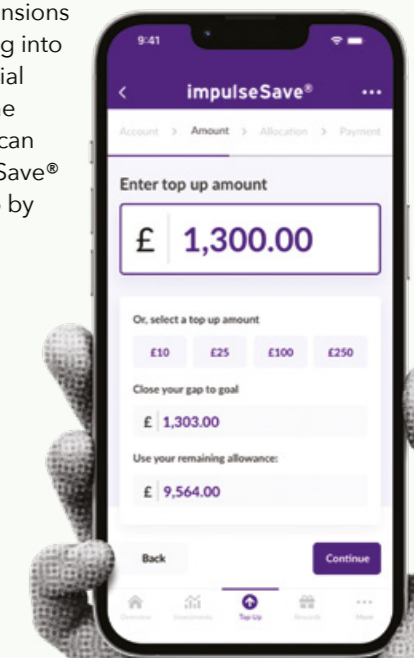 ensions
g into
ial
ne
can
Save®
by
9:41
impulseSave®
Account > Amount > Allocation > Payment
Enter top up amount
£ 1,300.00
Or, select a top up amount
£10 £25 £100 £250
Close your gap to goal
£ 1,303.00
Use your remaining allowance:
£ 9,564.00
Back Continue
Overview Investments Top Up Rewards More